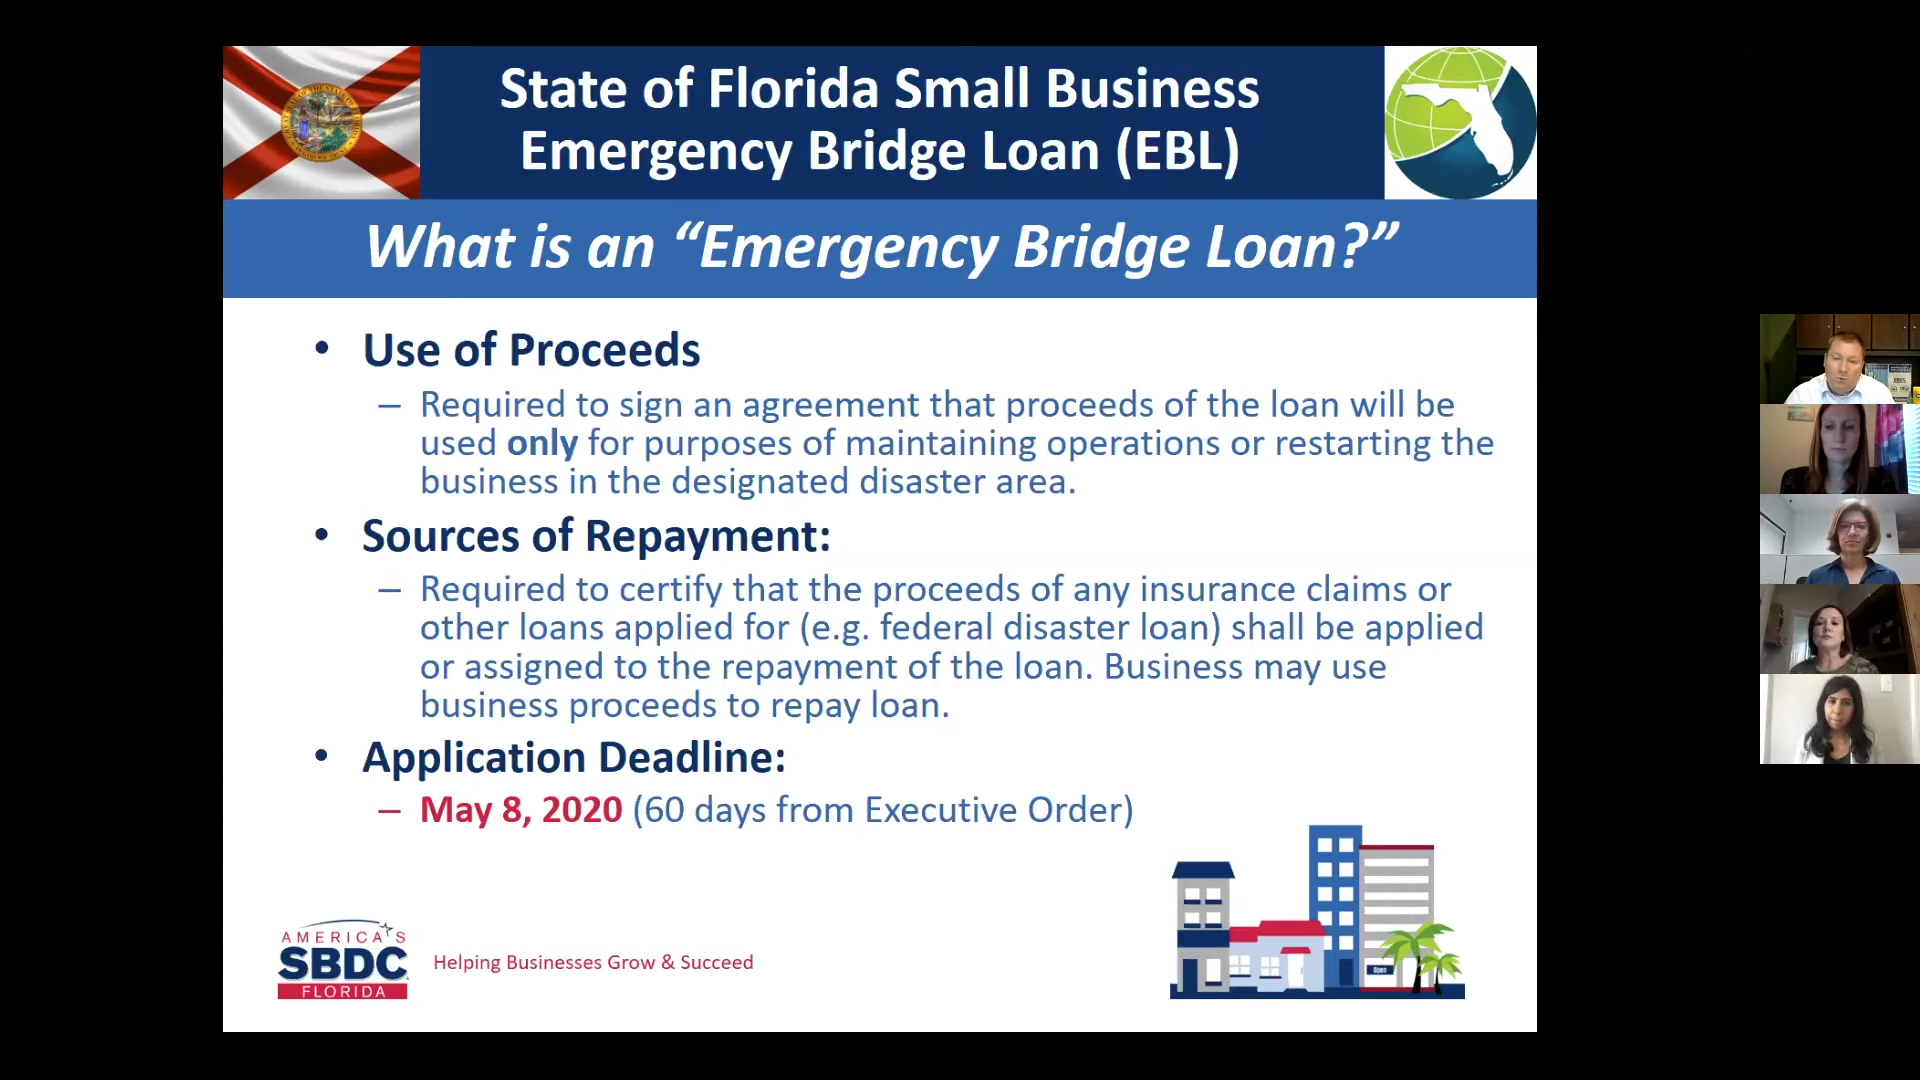 State of Florida Small Business
Emergency Bridge Loan (EBL)
What is an “Emergency Bridge Loan?”
• Use of Proceeds
– Required to sign an agreement that proceeds of the loan will be
used only for purposes of maintaining operations or restarting the
business in the designated disaster area.
• Sources of Repayment:
– Required to certify that the proceeds of any insurance claims or
other loans applied for (e.g. federal disaster loan) shall be applied
or assigned to the repayment of the loan. Business may use
business proceeds to repay loan.
• Application Deadline:
– May 8, 2020 (60 days from Executive Order)
Open
AMERICA'S
SBDC
FLORIDA
Helping Businesses Grow & Succeed